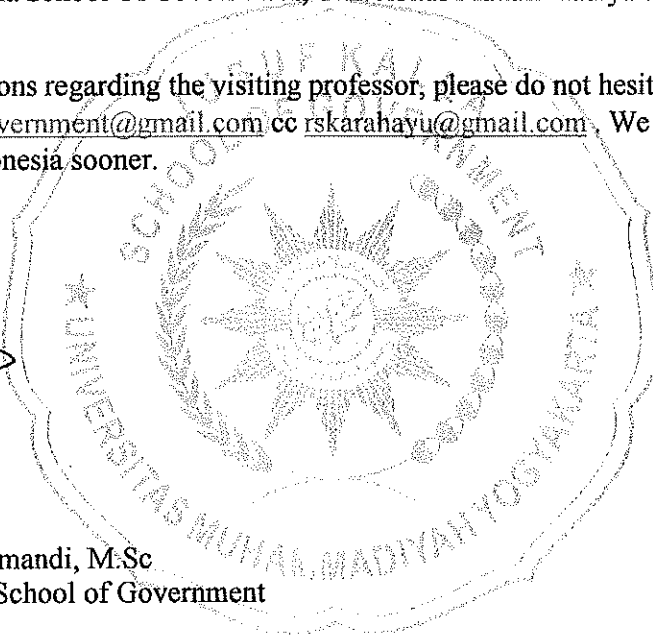 ons regarding the visiting professor, please do not hesit
vernment@gmail.com cc rskarahayu@gmail.com . We
onesia sooner.
SCHOOL OF GOVERNMENT
UNIVERSITAS MUHAMMADIYAH YOGYAKARTA
mandi, M.Sc
School of Government